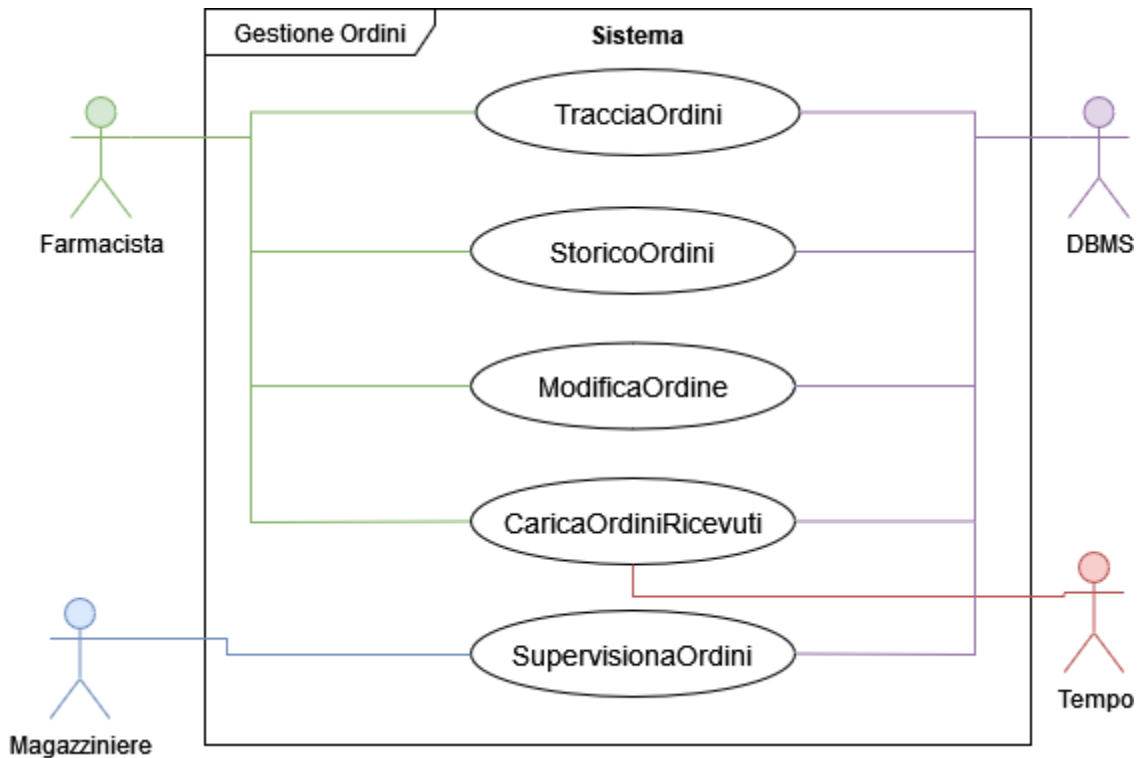 Gestione Ordini
Sistema
TracciaOrdini
Farmacista
DBMS
StoricoOrdini
ModificaOrdine
CaricaOrdiniRicevuti
SupervisionaOrdini
Tempo
Magazziniere